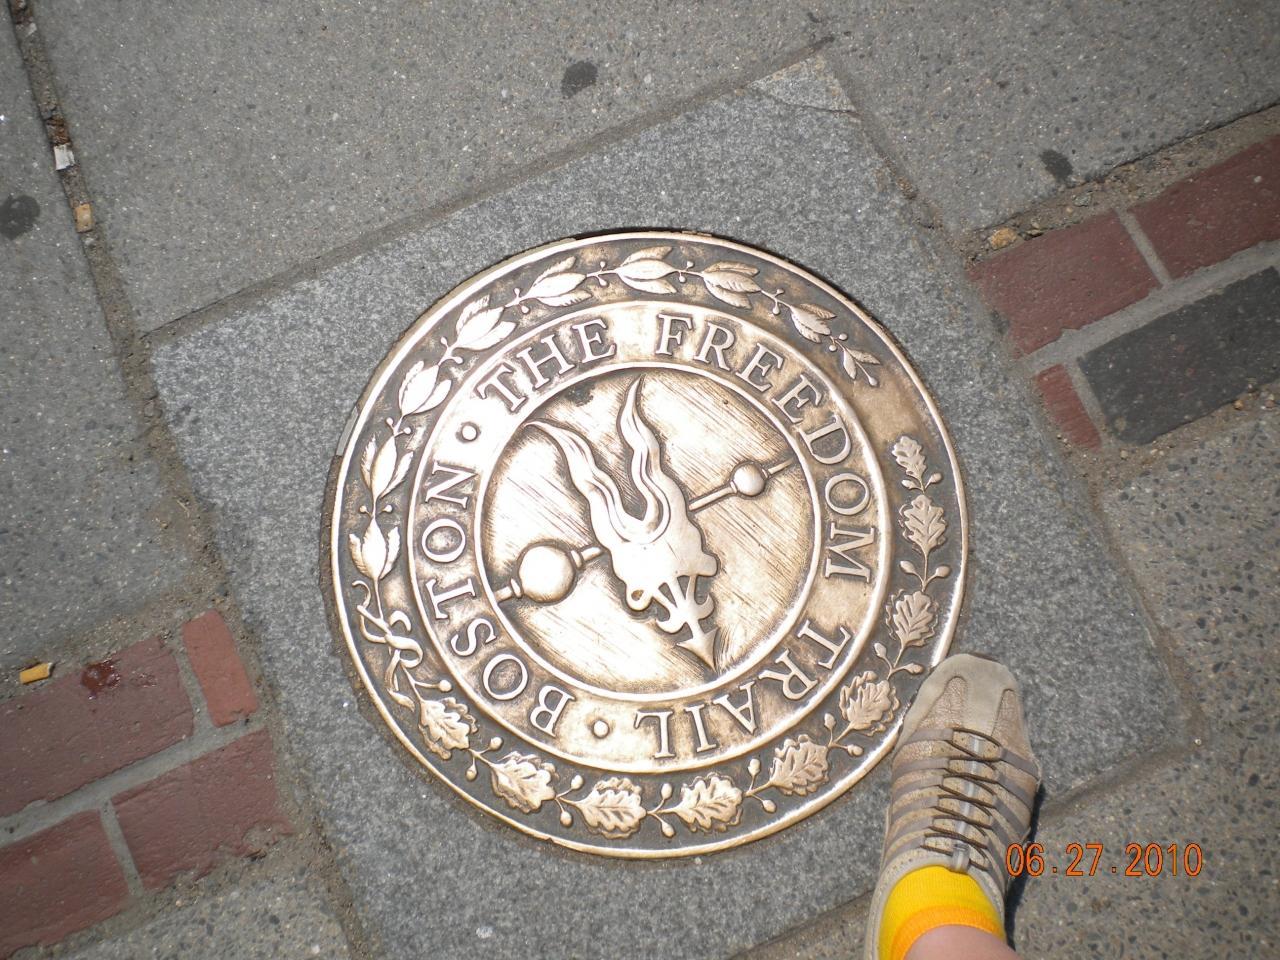 THE FREEDOM TRAIL
BOSTON
06.27.2010